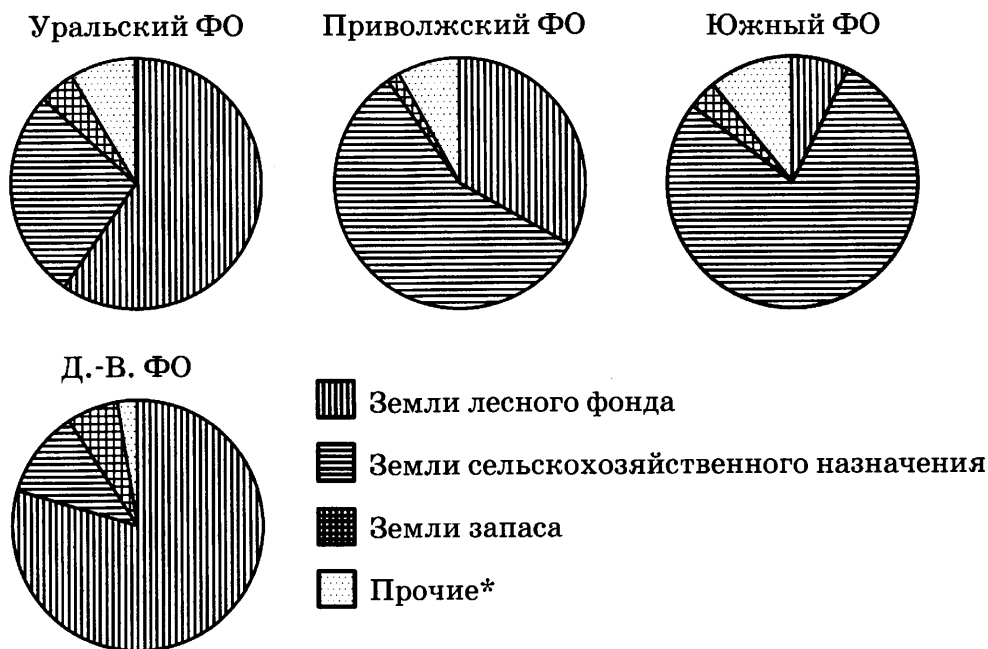 Уральский ФО
Приволжский ФО
Южный ФО
Д.-В. ФО
Земли лесного фонда
Земли сельскохозяйственного назначения
Земли запаса
Прочие*